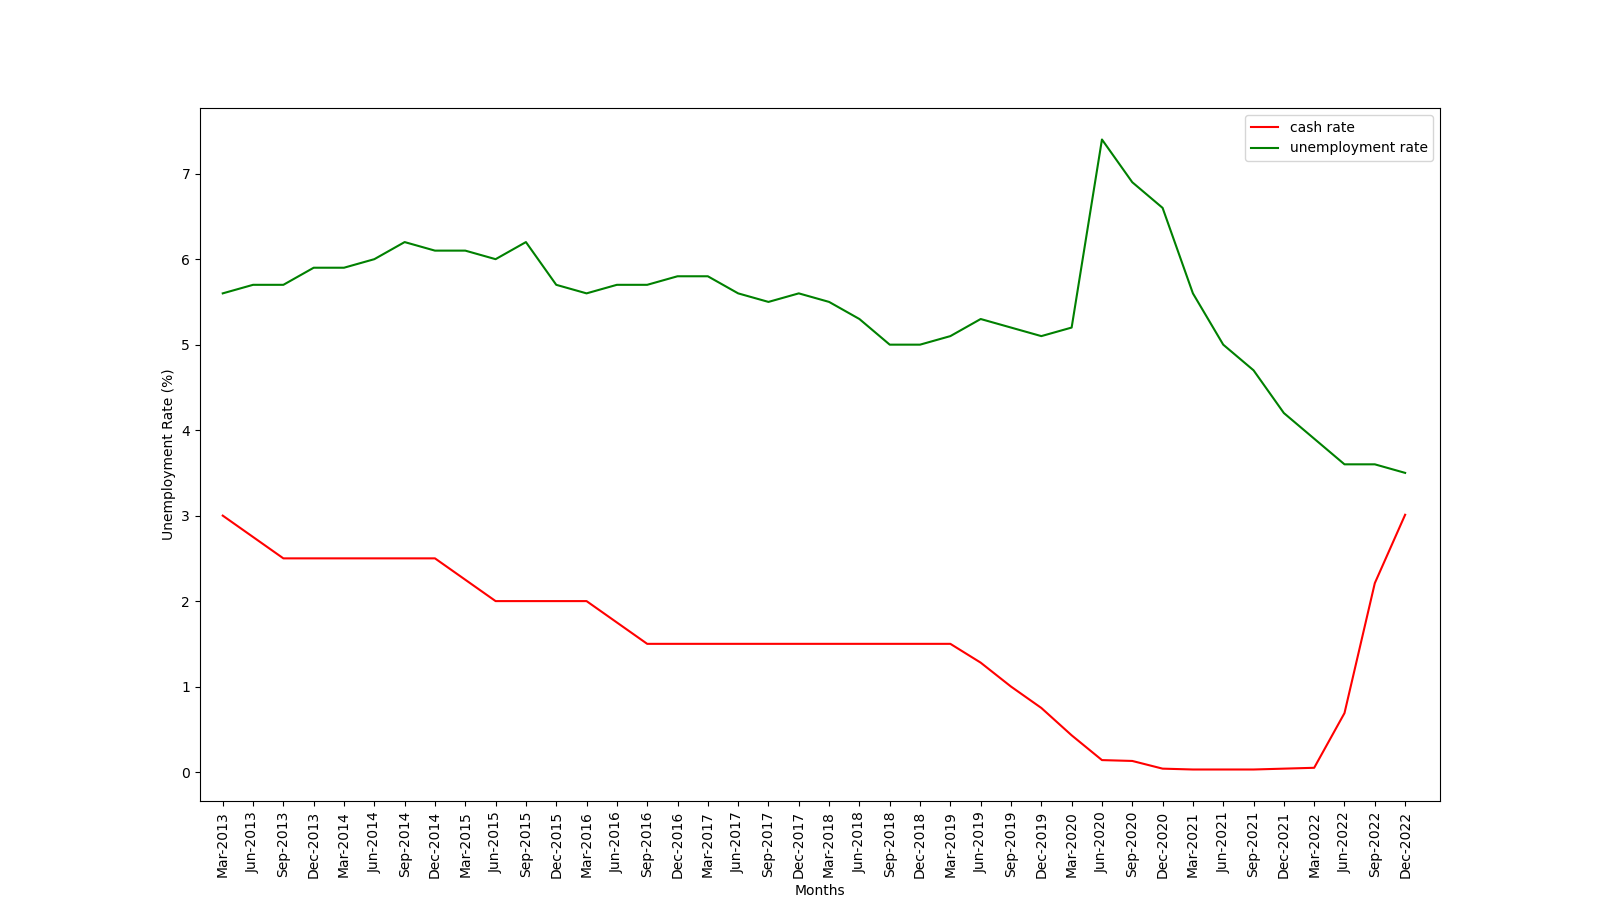 cash rate
unemployment rate
7
6
5
4
3
2
1
0
Unemployment Rate (%)
Mar-2013
Jun-2013
Sep-2013
Dec-2013
Mar-2014
Jun-2014
Sep-2014
Dec-2014
Mar-2015
Jun-2015
Sep-2015
Dec-2015
Mar-2016
Jun-2016
Sep-2016
Dec-2016
Mar-2017
Jun-2017
Sep-2017
Dec-2017
Mar-2018
Jun-2018
Sep-2018
Dec-2018
Mar-2019
Jun-2019
Sep-2019
Dec-2019
Mar-2020
Jun-2020
Sep-2020
Dec-2020
Mar-2021
Jun-2021
Sep-2021
Dec-2021
Mar-2022
Jun-2022
Sep-2022
Dec-2022
Months